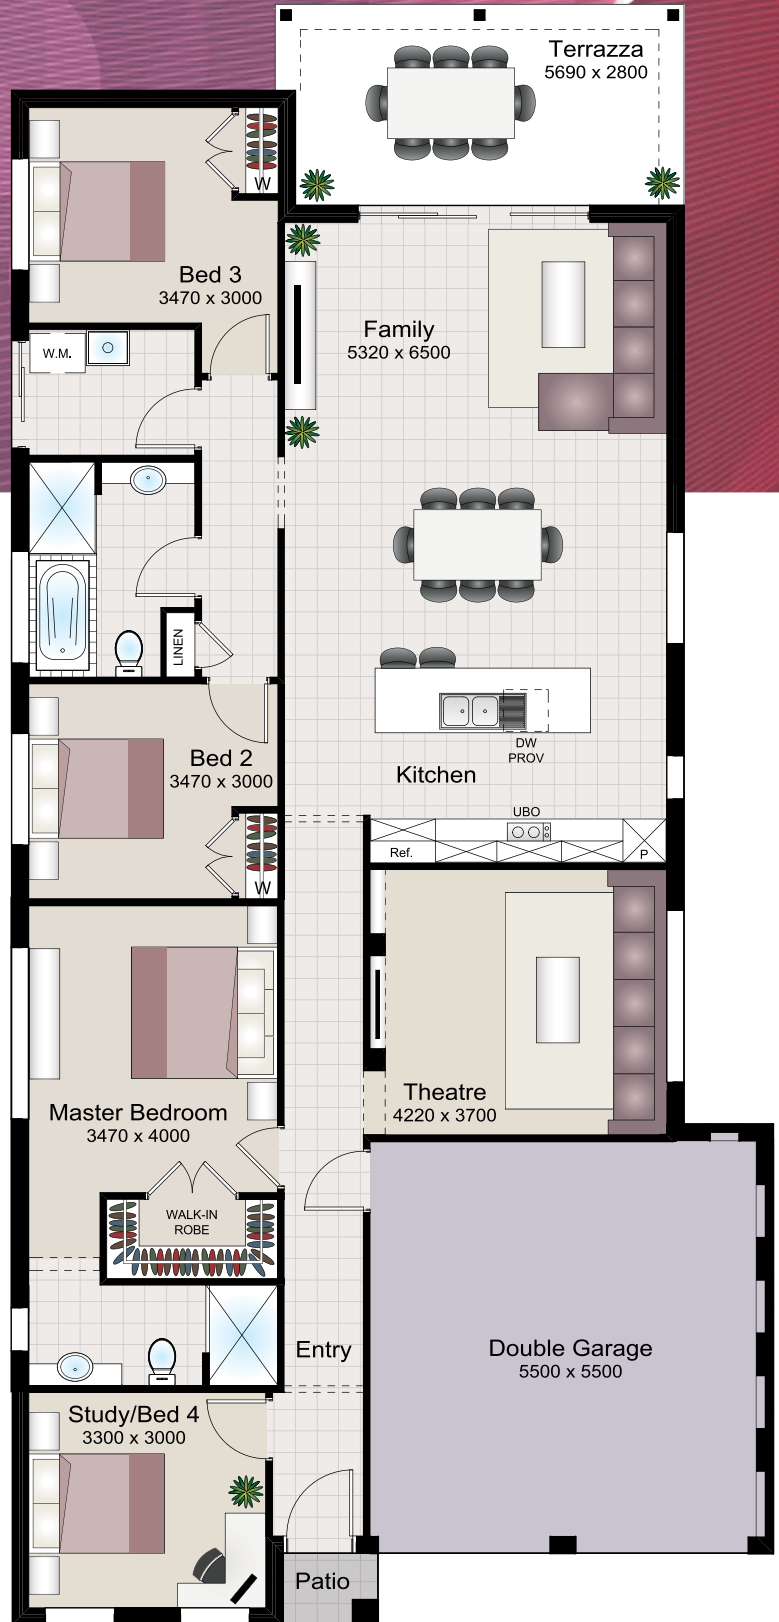 Terrazza
5690 x 2800
W
Bed 3
3470 x 3000
Family
5320 x 6500
W.M.
LINEN
Bed 2
3470 x 3000
DW
PROV
Kitchen
UBO
Ref.
P
W
Theatre
4220 x 3700
Master Bedroom
3470 x 4000
WALK-IN
ROBE
Entry
Double Garage
5500 x 5500
Study/Bed 4
3300 x 3000
Patio